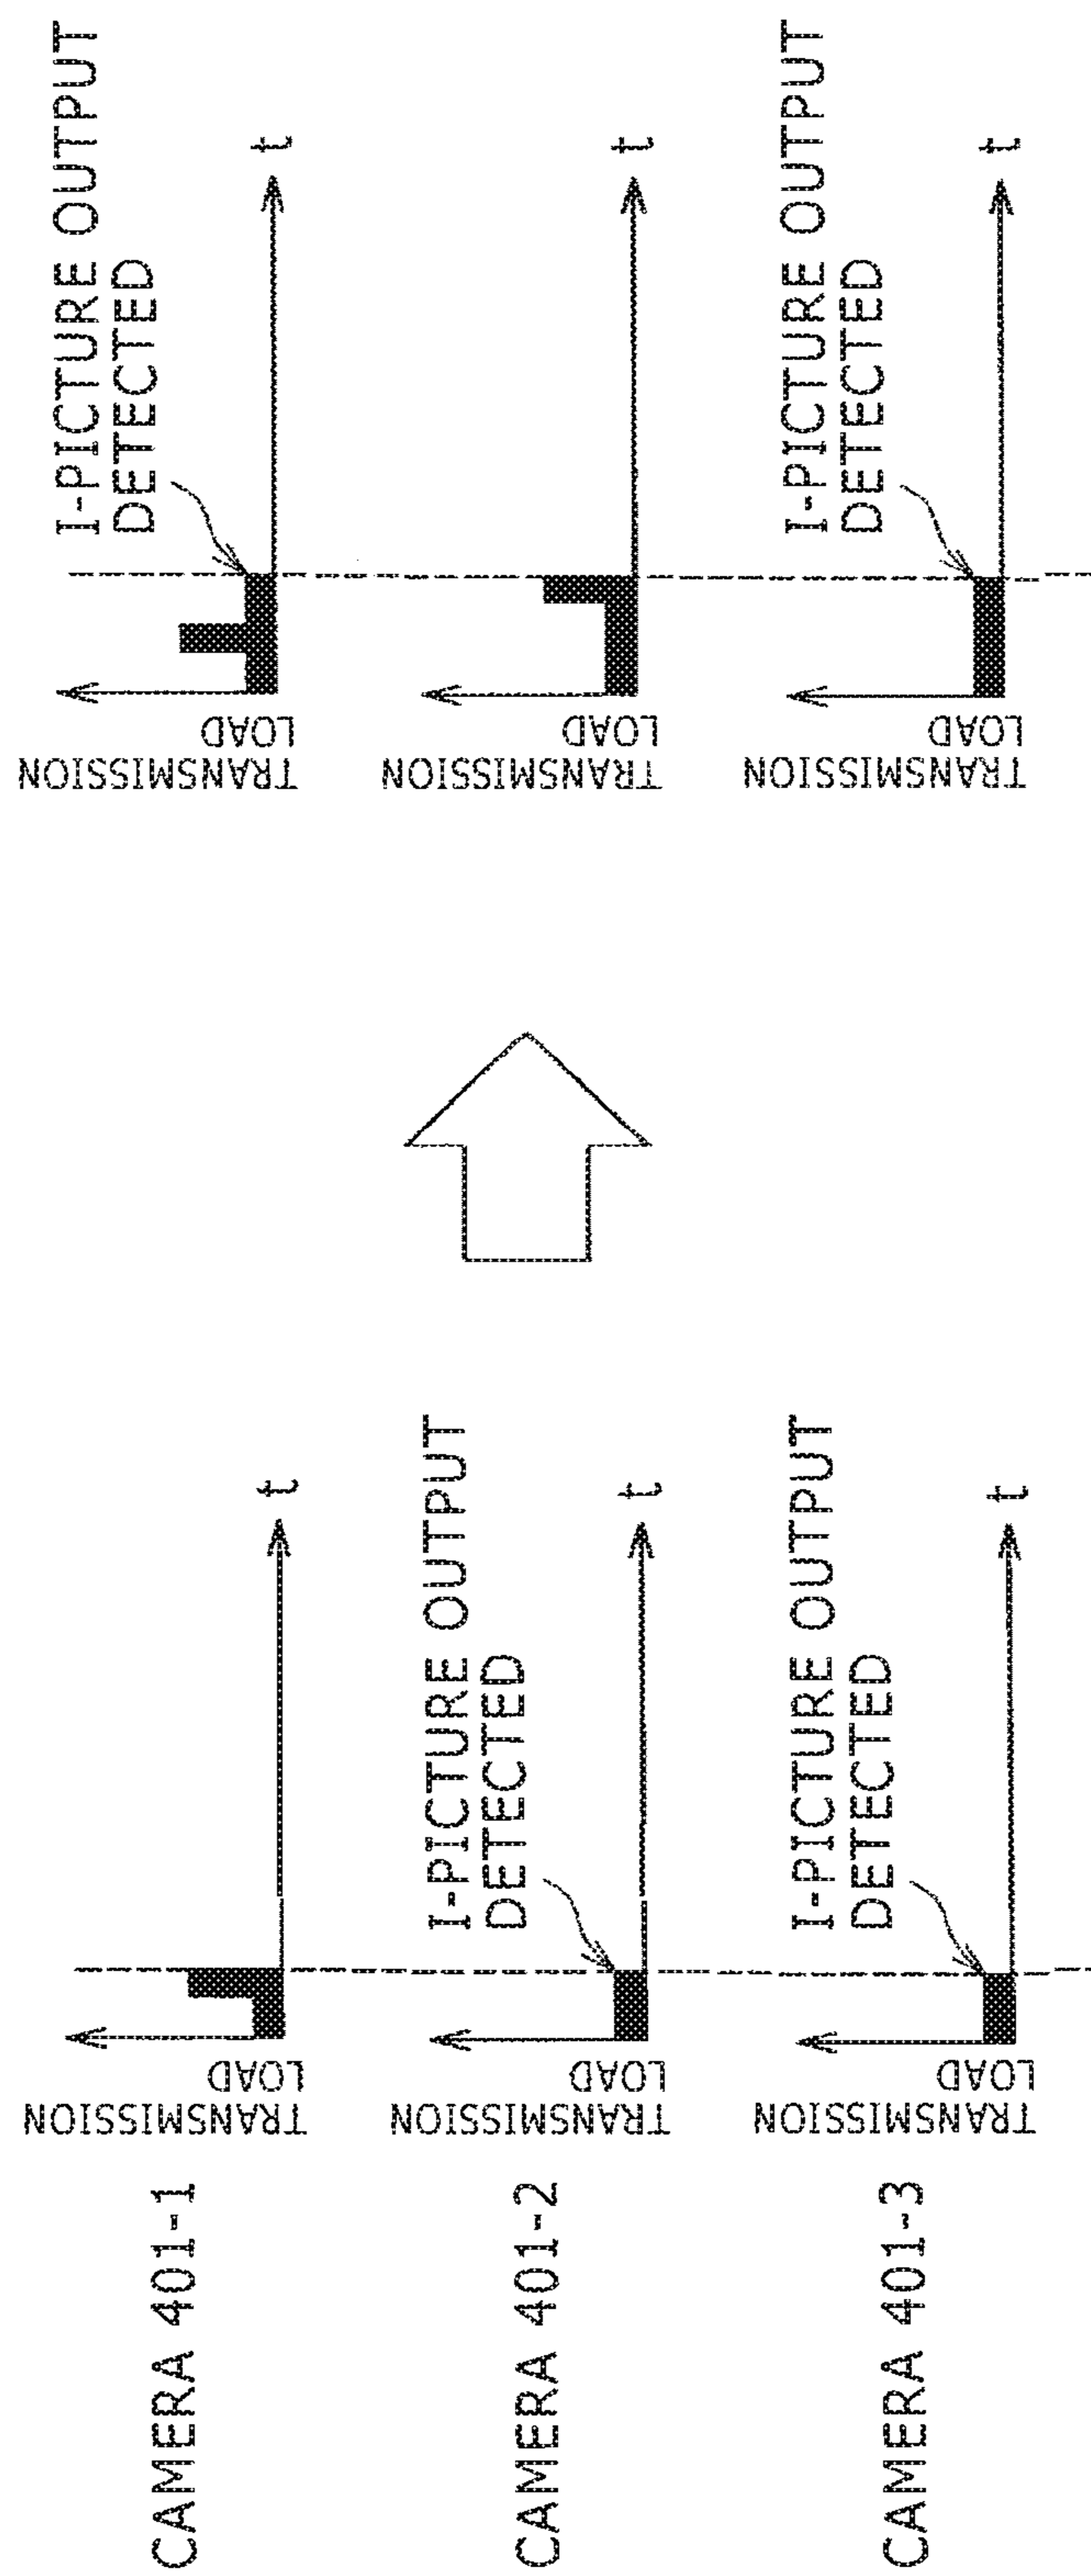 CAMERA 401-1
TRANSMISSION
LOAD
t
TRANSMISSION
LOAD
I-PICTURE OUTPUT
DETECTED
t
CAMERA 401-2
TRANSMISSION
LOAD
I-PICTURE OUTPUT
DETECTED
t
TRANSMISSION
LOAD
t
CAMERA 401-3
TRANSMISSION
LOAD
I-PICTURE OUTPUT
DETECTED
t
TRANSMISSION
LOAD
I-PICTURE OUTPUT
DETECTED
t